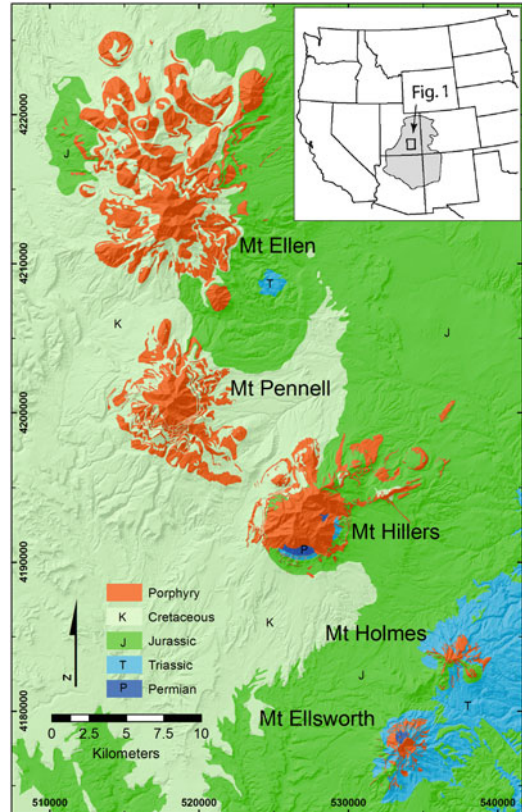 Fig. 1
4220000
J
Mt Ellen
4210000
T
K
J
Mt Pennell
4200000
Mt Hillers
P
4190000
Porphyry
K Cretaceous
J Jurassic
T Triassic
P Permian
K
Mt Holmes
J
T
N
Mt Ellsworth
4180000
0 2.5 5 7.5 10
Kilometers
510000 520000 530000 540000